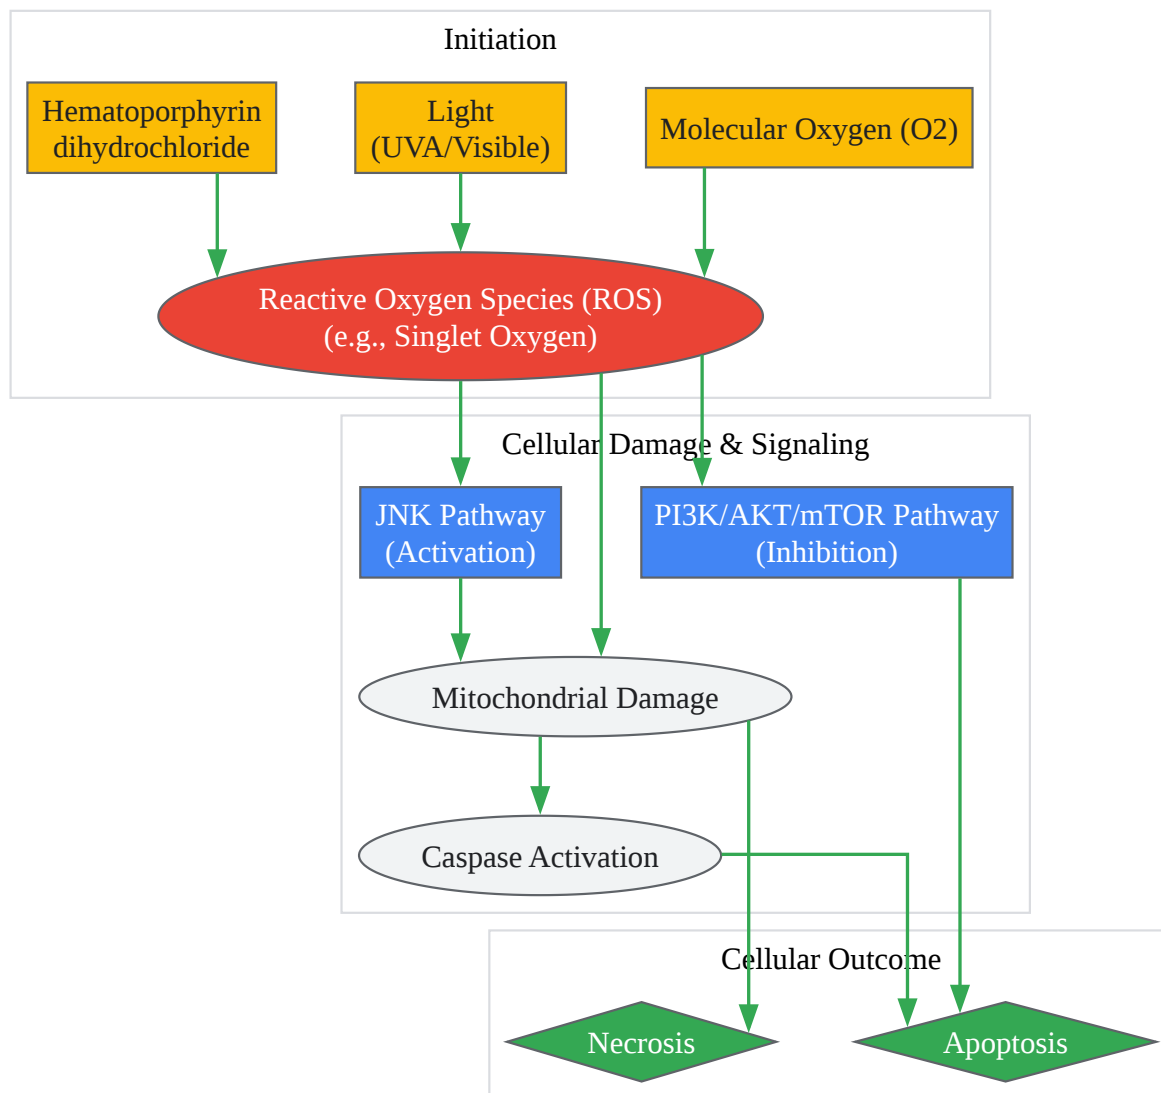 Initiation
Hematoporphyrin
dihydrochloride
Light
(UVA/Visible)
Molecular Oxygen (O2)
Reactive Oxygen Species (ROS)
(e.g., Singlet Oxygen)
Cellular Damage & Signaling
JNK Pathway
(Activation)
PI3K/AKT/mTOR Pathway
(Inhibition)
Mitochondrial Damage
Caspase Activation
Cellular Outcome
Necrosis
Apoptosis